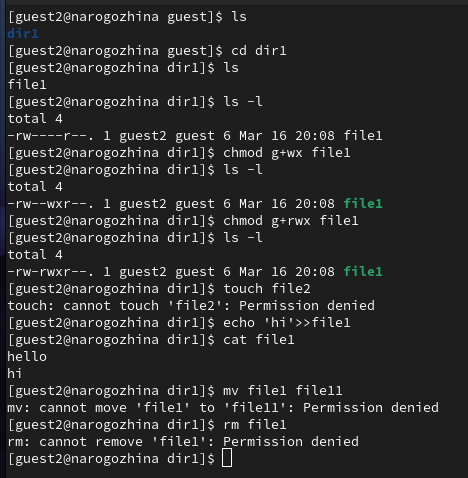 [guest2@narogozhina guest]$ ls
dir1
[guest2@narogozhina guest]$ cd dir1
[guest2@narogozhina dir1]$ ls
file1
[guest2@narogozhina dir1]$ ls -l
total 4
-rw----r--. 1 guest2 guest 6 Mar 16 20:08 file1
[guest2@narogozhina dir1]$ chmod g+wx file1
[guest2@narogozhina dir1]$ ls -l
total 4
-rw--wxr--. 1 guest2 guest 6 Mar 16 20:08 file1
[guest2@narogozhina dir1]$ chmod g+rwx file1
[guest2@narogozhina dir1]$ ls -l
total 4
-rw-rwxr--. 1 guest2 guest 6 Mar 16 20:08 file1
[guest2@narogozhina dir1]$ touch file2
touch: cannot touch 'file2': Permission denied
[guest2@narogozhina dir1]$ echo 'hi'>>file1
[guest2@narogozhina dir1]$ cat file1
hello
hi
[guest2@narogozhina dir1]$ mv file1 file11
mv: cannot move 'file1' to 'file11': Permission denied
[guest2@narogozhina dir1]$ rm file1
rm: cannot remove 'file1': Permission denied
[guest2@narogozhina dir1]$